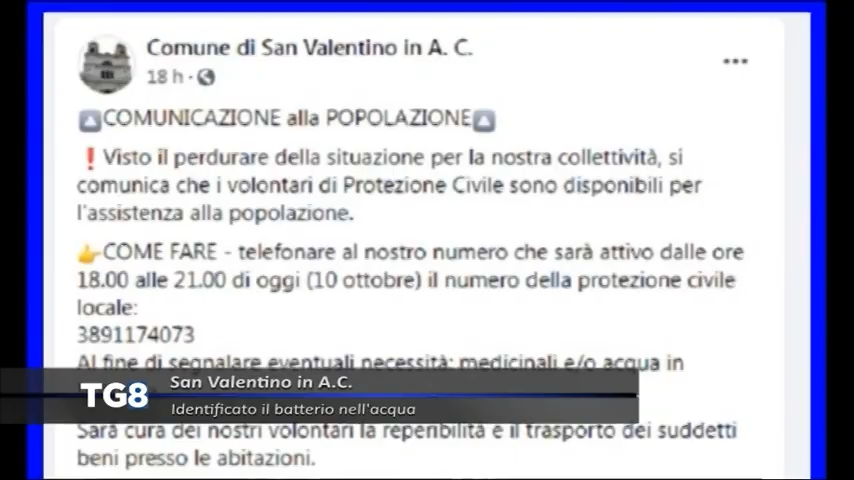 Comune di San Valentino in A. C.
18 h ·
COMUNICAZIONE alla POPOLAZIONE
❗Visto il perdurare della situazione per la nostra collettività, si
comunica che i volontari di Protezione Civile sono disponibili per
l'assistenza alla popolazione.
👉COME FARE - telefonare al nostro numero che sarà attivo dalle ore
18.00 alle 21.00 di oggi (10 ottobre) il numero della protezione civile
locale:
3891174073
Al fine di segnalare eventuali necessità: medicinali e/o acqua in
TG8
San Valentino in A.C.
Identificato il batterio nell'acqua
Sarà cura dei nostri volontari la reperibilità e il trasporto dei suddetti
beni presso le abitazioni.